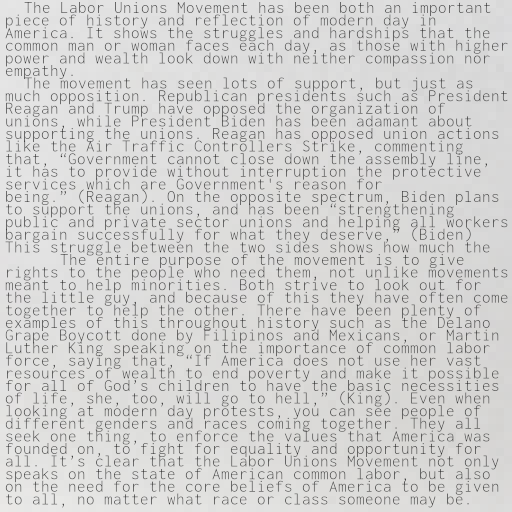 The Labor Unions Movement has been both an important
piece of history and reflection of modern day in
America. It shows the struggles and hardships that the
common man or woman faces each day, as those with higher
power and wealth look down with neither compassion nor
empathy.
The movement has seen lots of support, but just as
much opposition. Republican presidents such as President
Reagan and Trump have opposed the organization of
unions, while President Biden has been adamant about
supporting the unions. Reagan has opposed union actions
like the Air Traffic Controllers Strike, commenting
that, “Government cannot close down the assembly line,
it has to provide without interruption the protective
services which are Government's reason for
being.” (Reagan). On the opposite spectrum, Biden plans
to support the unions, and has been “strengthening
public and private sector unions and helping all workers
bargain successfully for what they deserve,” (Biden)
This struggle between the two sides shows how much the
The entire purpose of the movement is to give
rights to the people who need them, not unlike movements
meant to help minorities. Both strive to look out for
the little guy, and because of this they have often come
together to help the other. There have been plenty of
examples of this throughout history such as the Delano
Grape Boycott done by Filipinos and Mexicans, or Martin
Luther King speaking on the importance of common labor
force, saying that, “If America does not use her vast
resources of wealth to end poverty and make it possible
for all of God’s children to have the basic necessities
of life, she, too, will go to hell,” (King). Even when
looking at modern day protests, you can see people of
different genders and races coming together. They all
seek one thing, to enforce the values that America was
founded on, to fight for equality and opportunity for
all. It’s clear that the Labor Unions Movement not only
speaks on the state of American common labor, but also
on the need for the core beliefs of America to be given
to all, no matter what race or class someone may be.